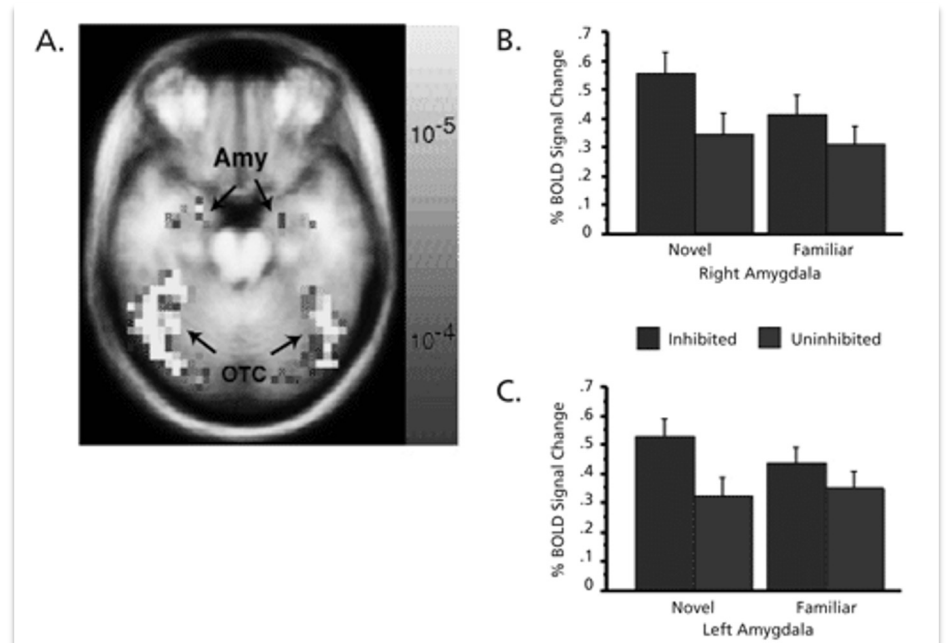 A.
Amy
OTC
10-5
10-4
B.
% BOLD Signal Change
.7
.6
.5
.4
.3
.2
.1
0
Novel
Familiar
Right Amygdala
Inhibited
Uninhibited
C.
% BOLD Signal Change
.7
.6
.5
.4
.3
.2
.1
0
Novel
Familiar
Left Amygdala